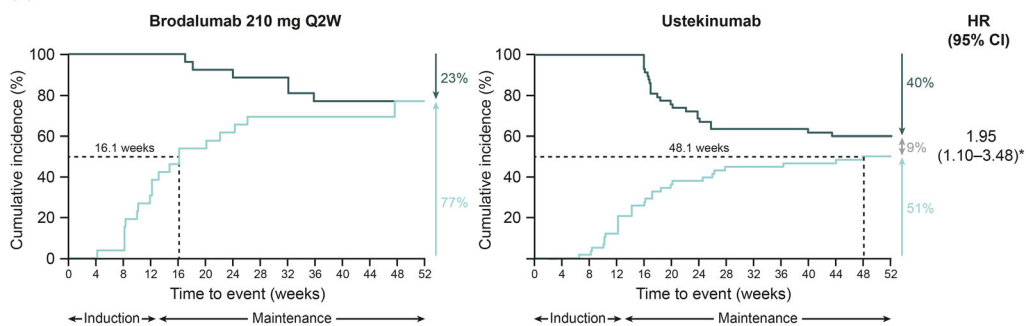 Brodalumab 210 mg Q2W
Cumulative incidence (%)
100
80
60
40
20
0
16.1 weeks
23%
77%
0 4 8 12 16 20 24 28 32 36 40 44 48 52
Time to event (weeks)
Induction
Maintenance
Ustekinumab
Cumulative incidence (%)
100
80
60
40
20
0
48.1 weeks
40%
9%
51%
0 4 8 12 16 20 24 28 32 36 40 44 48 52
Time to event (weeks)
Induction
Maintenance
HR
(95% CI)
1.95
(1.10–3.48)*